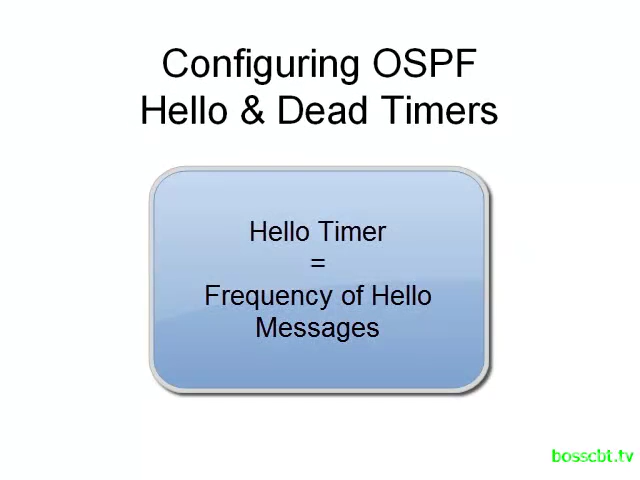 Configuring OSPF
Hello & Dead Timers
Hello Timer
=
Frequency of Hello
Messages
bosscbt.tv